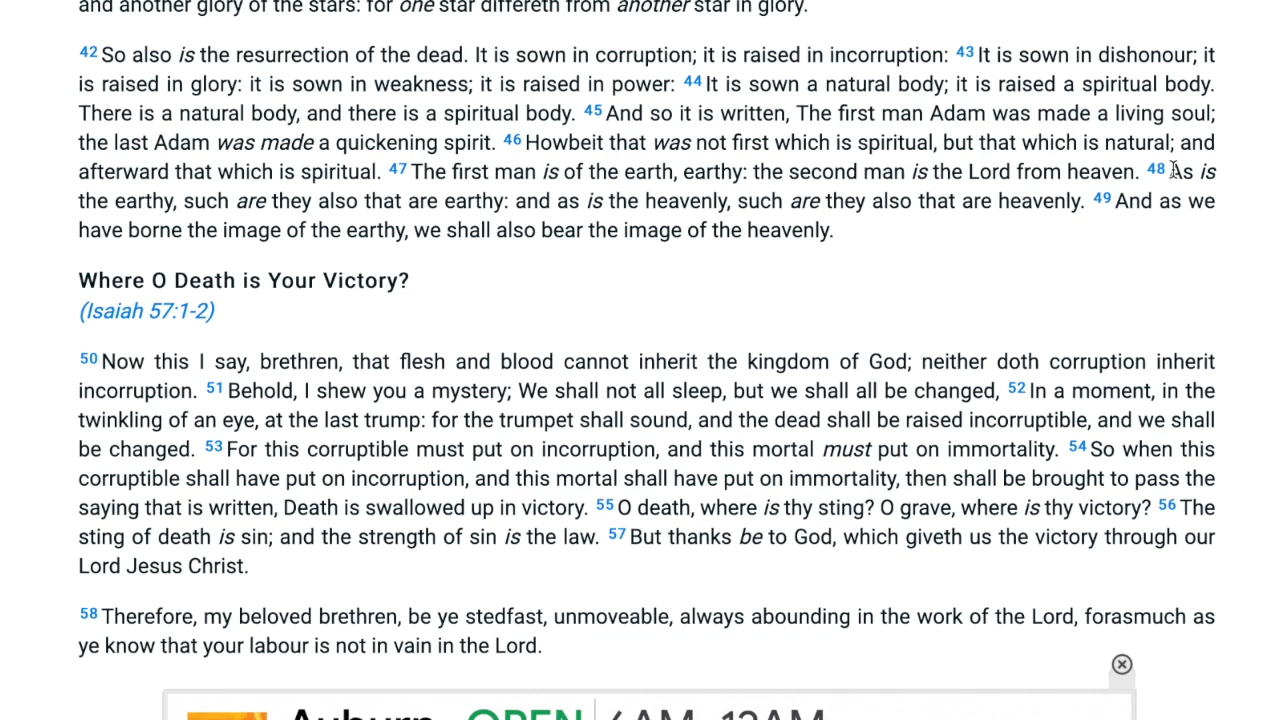 and another glory of the stars: for one star differeth from another star in glory.
42 So also is the resurrection of the dead. It is sown in corruption; it is raised in incorruption: 43 It is sown in dishonour; it
is raised in glory: it is sown in weakness; it is raised in power: 44 It is sown a natural body; it is raised a spiritual body.
There is a natural body, and there is a spiritual body. 45 And so it is written, The first man Adam was made a living soul;
the last Adam was made a quickening spirit. 46 Howbeit that was not first which is spiritual, but that which is natural; and
afterward that which is spiritual. 47 The first man is of the earth, earthy: the second man is the Lord from heaven. 48 As is
the earthy, such are they also that are earthy: and as is the heavenly, such are they also that are heavenly. 49 And as we
have borne the image of the earthy, we shall also bear the image of the heavenly.
Where O Death is Your Victory?
(Isaiah 57:1-2)
50 Now this I say, brethren, that flesh and blood cannot inherit the kingdom of God; neither doth corruption inherit
incorruption. 51 Behold, I shew you a mystery; We shall not all sleep, but we shall all be changed, 52 In a moment, in the
twinkling of an eye, at the last trump: for the trumpet shall sound, and the dead shall be raised incorruptible, and we shall
be changed. 53 For this corruptible must put on incorruption, and this mortal must put on immortality. 54 So when this
corruptible shall have put on incorruption, and this mortal shall have put on immortality, then shall be brought to pass the
saying that is written, Death is swallowed up in victory. 55 O death, where is thy sting? O grave, where is thy victory? 56 The
sting of death is sin; and the strength of sin is the law. 57 But thanks be to God, which giveth us the victory through our
Lord Jesus Christ.
58 Therefore, my beloved brethren, be ye stedfast, unmoveable, always abounding in the work of the Lord, forasmuch as
ye know that your labour is not in vain in the Lord.
Auburn OPEN 6AM–12AM